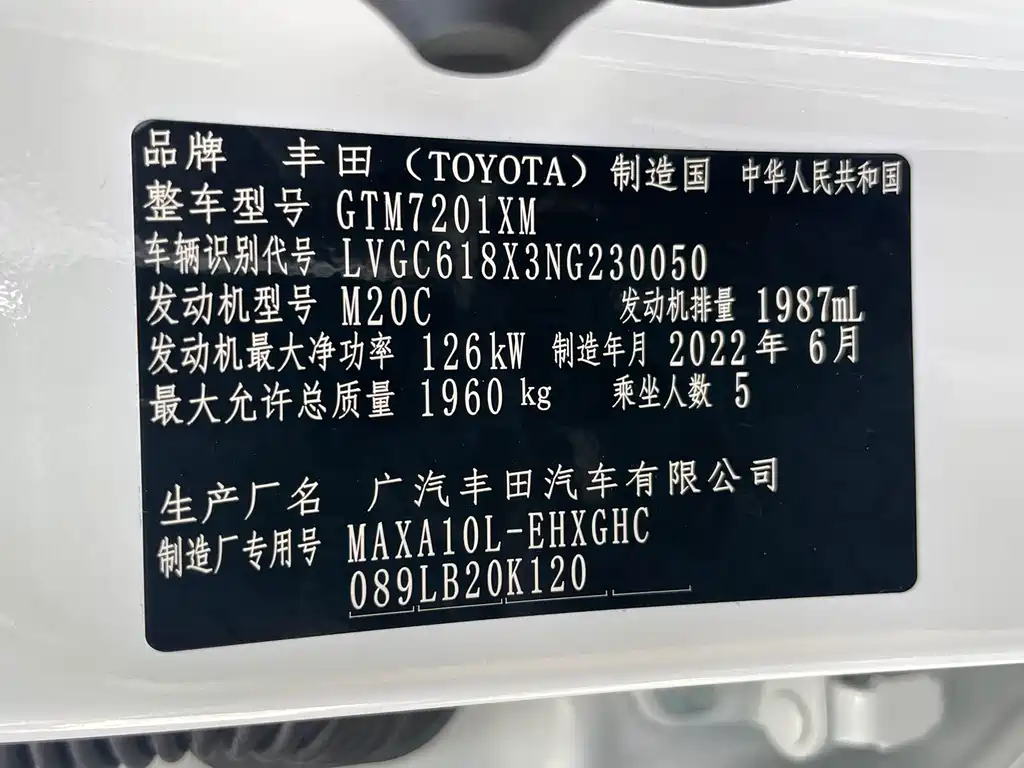 品牌 丰田（TOYOTA）制造国 中华人民共和国
整车型号 GTM7201XM
车辆识别代号 LVGC618X3NG230050
发动机型号 M20C 发动机排量 1987mL
发动机最大净功率 126kW 制造年月 2022年 6月
最大允许总质量 1960 kg 乘坐人数 5
生产厂名 广汽丰田汽车有限公司
制造厂专用号 MAXA10L-EHXGHC
089LB20K120